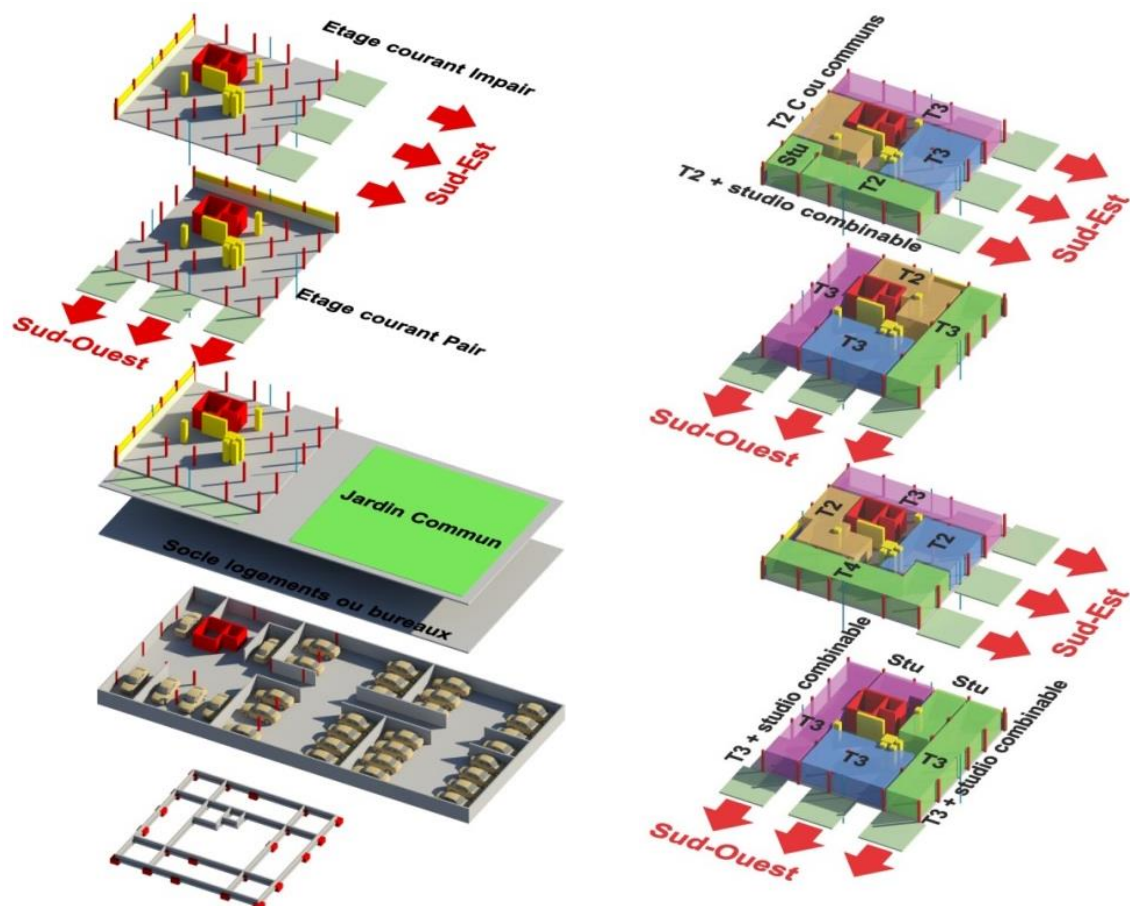 Etage courant Impair
Sud-Est
Etage courant Pair
Sud-Ouest
Jardin Commun
Socle logements ou bureaux
T2 C ou communs
T3
T3
Stu
T2
T2 + studio combinable
Sud-Est
T2
T3
T3
T3
Sud-Ouest
T3
T2
T2
T4
Sud-Est
Stu
Stu
T3 + studio combinable
T3
T3
T3
T3 + studio combinable
Sud-Ouest